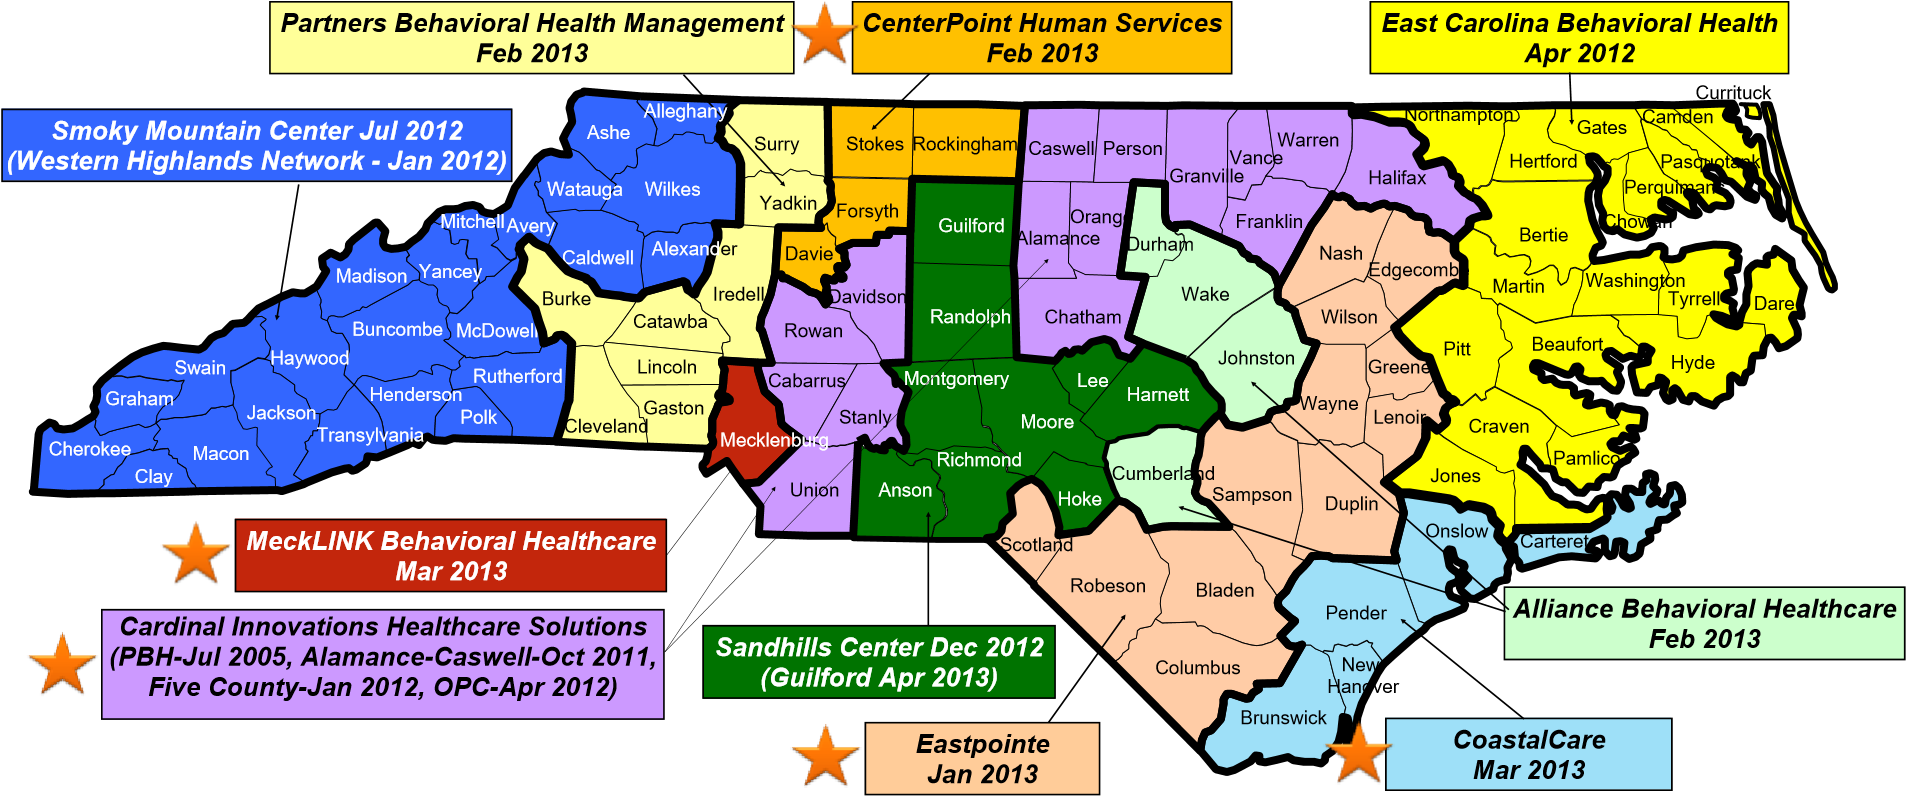 Partners Behavioral Health Management
Feb 2013
CenterPoint Human Services
Feb 2013
East Carolina Behavioral Health
Apr 2012
Smoky Mountain Center Jul 2012
(Western Highlands Network - Jan 2012)
Currituck
Alleghany
Ashe
Surry
Stokes
Rockingham
Caswell
Person
Granville
Vance
Warren
Halifax
Northampton
Gates
Camden
Hertford
Pasquotank
Perquimans
Chowan
Watauga
Wilkes
Yadkin
Forsyth
Guilford
Alamance
Orange
Durham
Franklin
Nash
Edgecombe
Bertie
Mitchell
Avery
Caldwell
Alexander
Iredell
Davie
Davidson
Madison
Yancey
Burke
Catawba
Rowan
Randolph
Chatham
Wake
Wilson
Martin
Washington
Tyrrell
Dare
Buncombe
McDowell
Haywood
Swain
Rutherford
Lincoln
Cabarrus
Montgomery
Lee
Harnett
Johnston
Greene
Pitt
Beaufort
Hyde
Graham
Henderson
Polk
Jackson
Transylvania
Cleveland
Gaston
Mecklenburg
Stanly
Moore
Wayne
Lenoir
Craven
Pamlico
Cherokee
Macon
Clay
Union
Anson
Richmond
Hoke
Cumberland
Sampson
Duplin
Jones
Onslow
Carteret
Scotland
Robeson
Bladen
Pender
Columbus
New
Hanover
Brunswick
MeckLINK Behavioral Healthcare
Mar 2013
Cardinal Innovations Healthcare Solutions
(PBH-Jul 2005, Alamance-Caswell-Oct 2011,
Five County-Jan 2012, OPC-Apr 2012)
Sandhills Center Dec 2012
(Guilford Apr 2013)
Alliance Behavioral Healthcare
Feb 2013
Eastpointe
Jan 2013
CoastalCare
Mar 2013